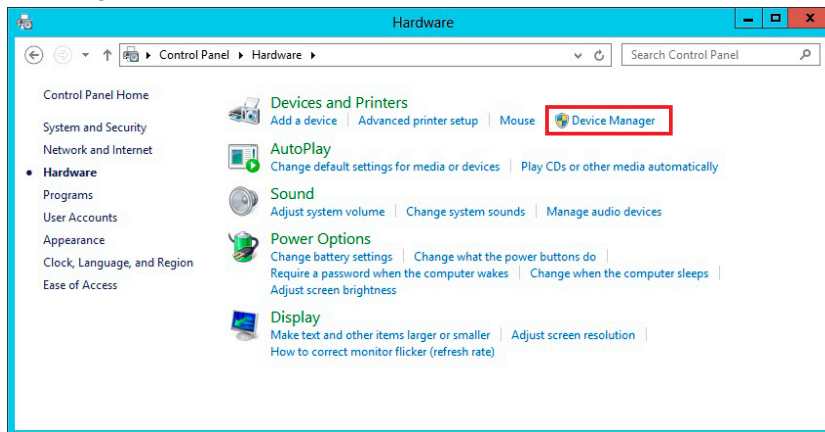 Hardware
Control Panel ▸ Hardware ▸
Search Control Panel
Control Panel Home
System and Security
Network and Internet
Hardware
Programs
User Accounts
Appearance
Clock, Language, and Region
Ease of Access
Devices and Printers
Add a device | Advanced printer setup | Mouse | Device Manager
AutoPlay
Change default settings for media or devices | Play CDs or other media automatically
Sound
Adjust system volume | Change system sounds | Manage audio devices
Power Options
Change battery settings | Change what the power buttons do |
Require a password when the computer wakes | Change when the computer sleeps |
Adjust screen brightness
Display
Make text and other items larger or smaller | Adjust screen resolution |
How to correct monitor flicker (refresh rate)